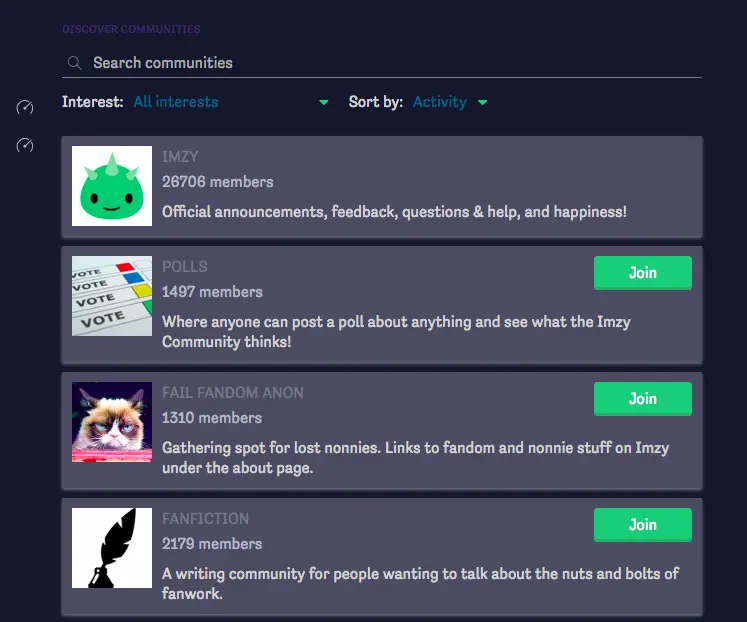 DISCOVER COMMUNITIES
Search communities
Interest: All interests Sort by: Activity
IMZY
26706 members
Official announcements, feedback, questions & help, and happiness!
VOTE
VOTE
VOTE
VOTE
POLLS
Join
1497 members
Where anyone can post a poll about anything and see what the Imzy
Community thinks!
FAIL FANDOM ANON
Join
1310 members
Gathering spot for lost nonnies. Links to fandom and nonnie stuff on Imzy
under the about page.
FANFICTION
Join
2179 members
A writing community for people wanting to talk about the nuts and bolts of
fanwork.